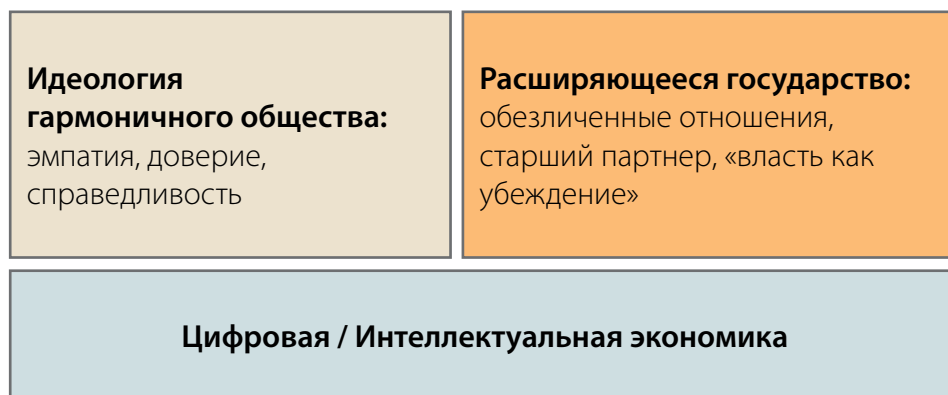 Идеология
гармоничного общества:
эмпатия, доверие,
справедливость
Расширяющееся государство:
обезличенные отношения,
старший партнер, «власть как
убеждение»
Цифровая / Интеллектуальная экономика